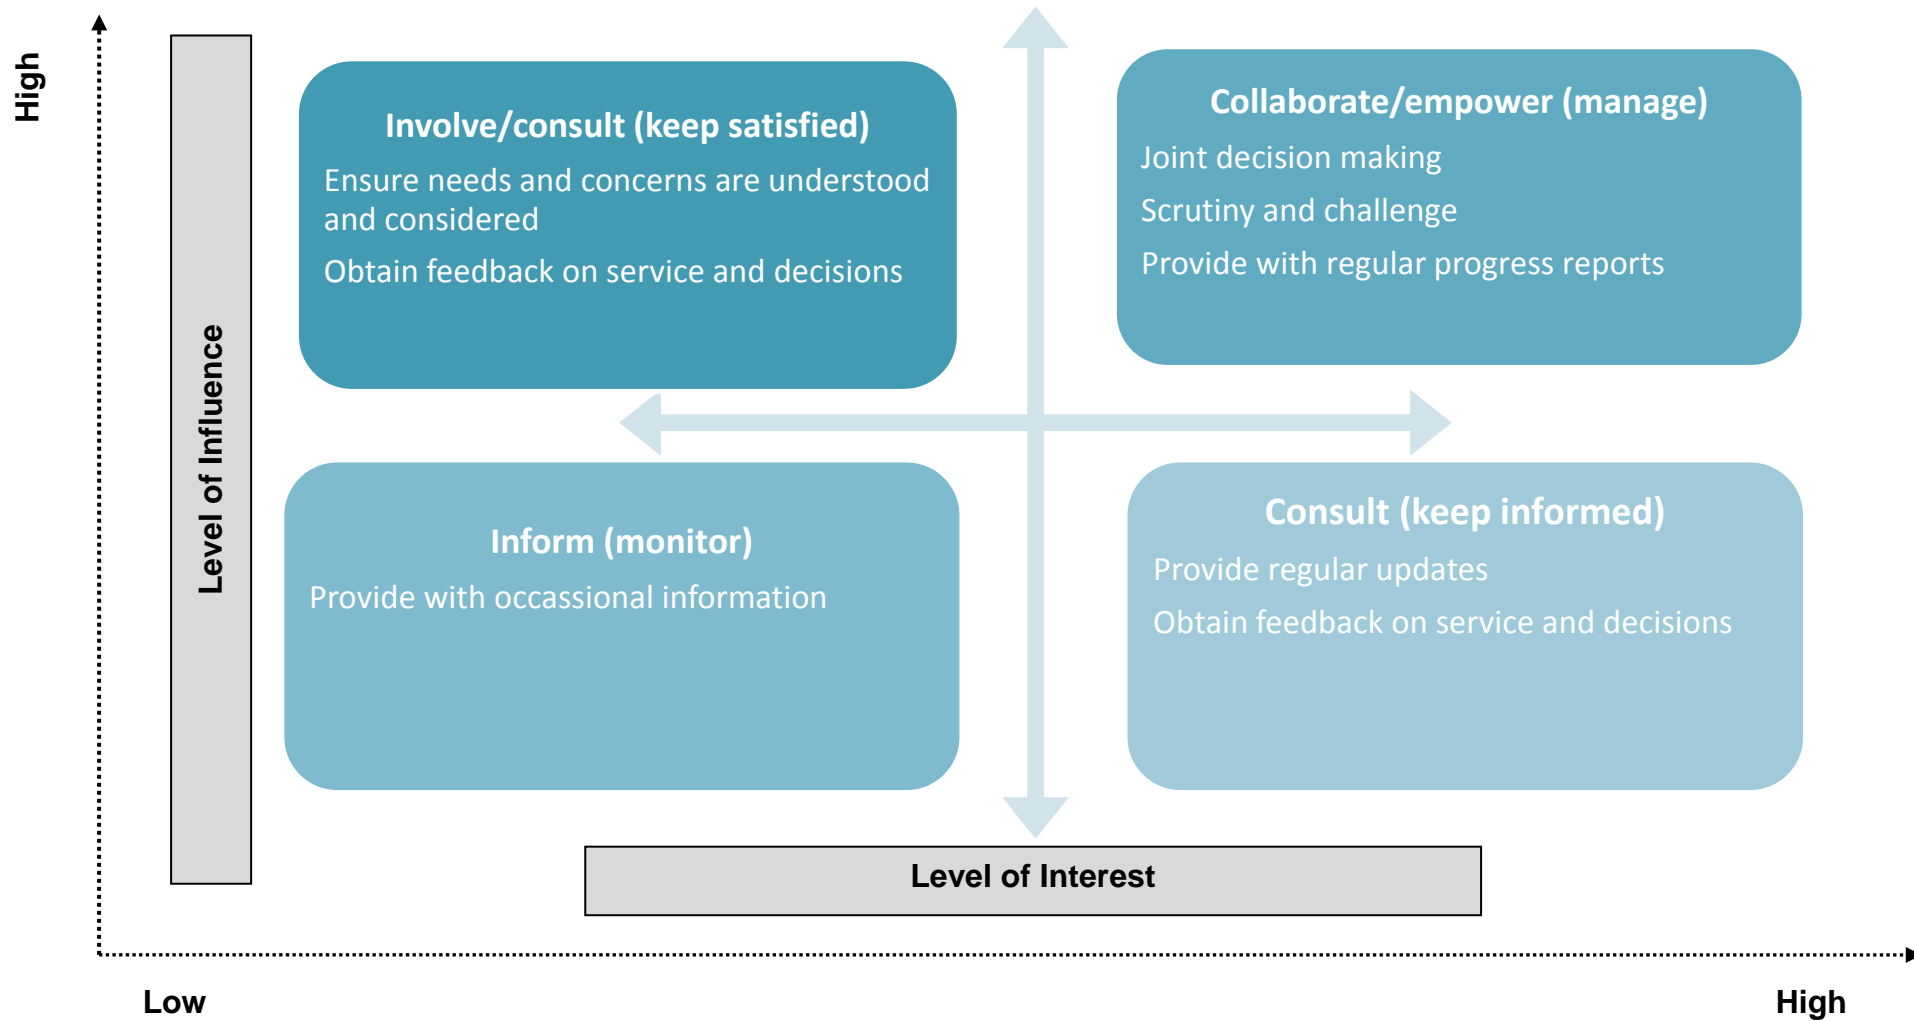 High
Level of Influence
Involve/consult (keep satisfied)
Ensure needs and concerns are understood
and considered
Obtain feedback on service and decisions
Collaborate/empower (manage)
Joint decision making
Scrutiny and challenge
Provide with regular progress reports
Inform (monitor)
Provide with occassional information
Consult (keep informed)
Provide regular updates
Obtain feedback on service and decisions
Level of Interest
Low
High